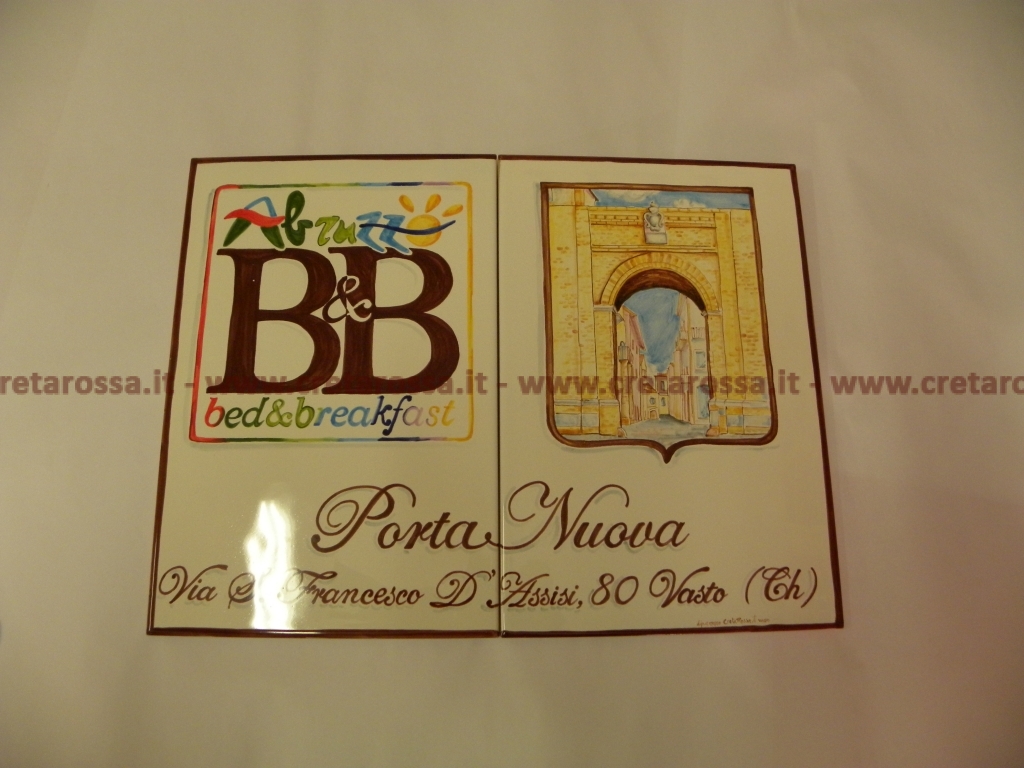 Abruzzo
B&B
bed&breakfast
cretarossa.it - www.cretarossa.it - www.cretarossa.it - www.cretaro
Porta Nuova
Via S. Francesco D'Assisi, 80 Vasto (Ch)